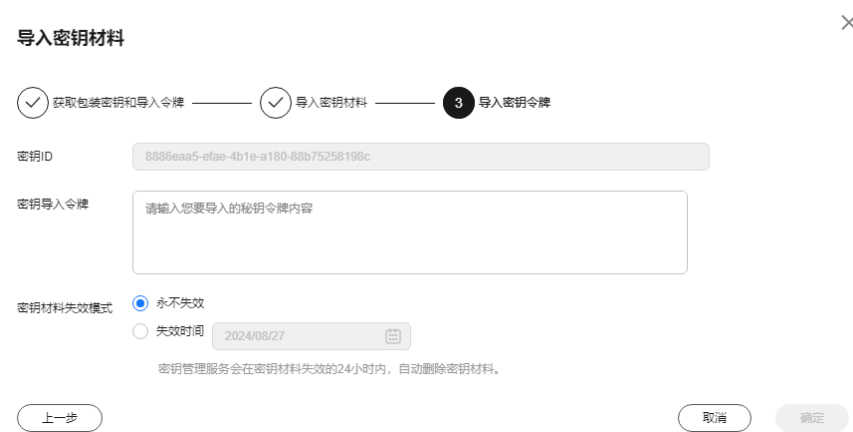 导入密钥材料
获取包装密钥和导入令牌 导入密钥材料 3 导入密钥令牌
密钥ID 8886eaa5-efae-4b1e-a180-88b75258198c
密钥导入令牌 请输入您要导入的秘钥令牌内容
密钥材料失效模式 永不失效
失效时间 2024/08/27
密钥管理服务会在密钥材料失效的24小时内，自动删除密钥材料。
上一步 取消 确定